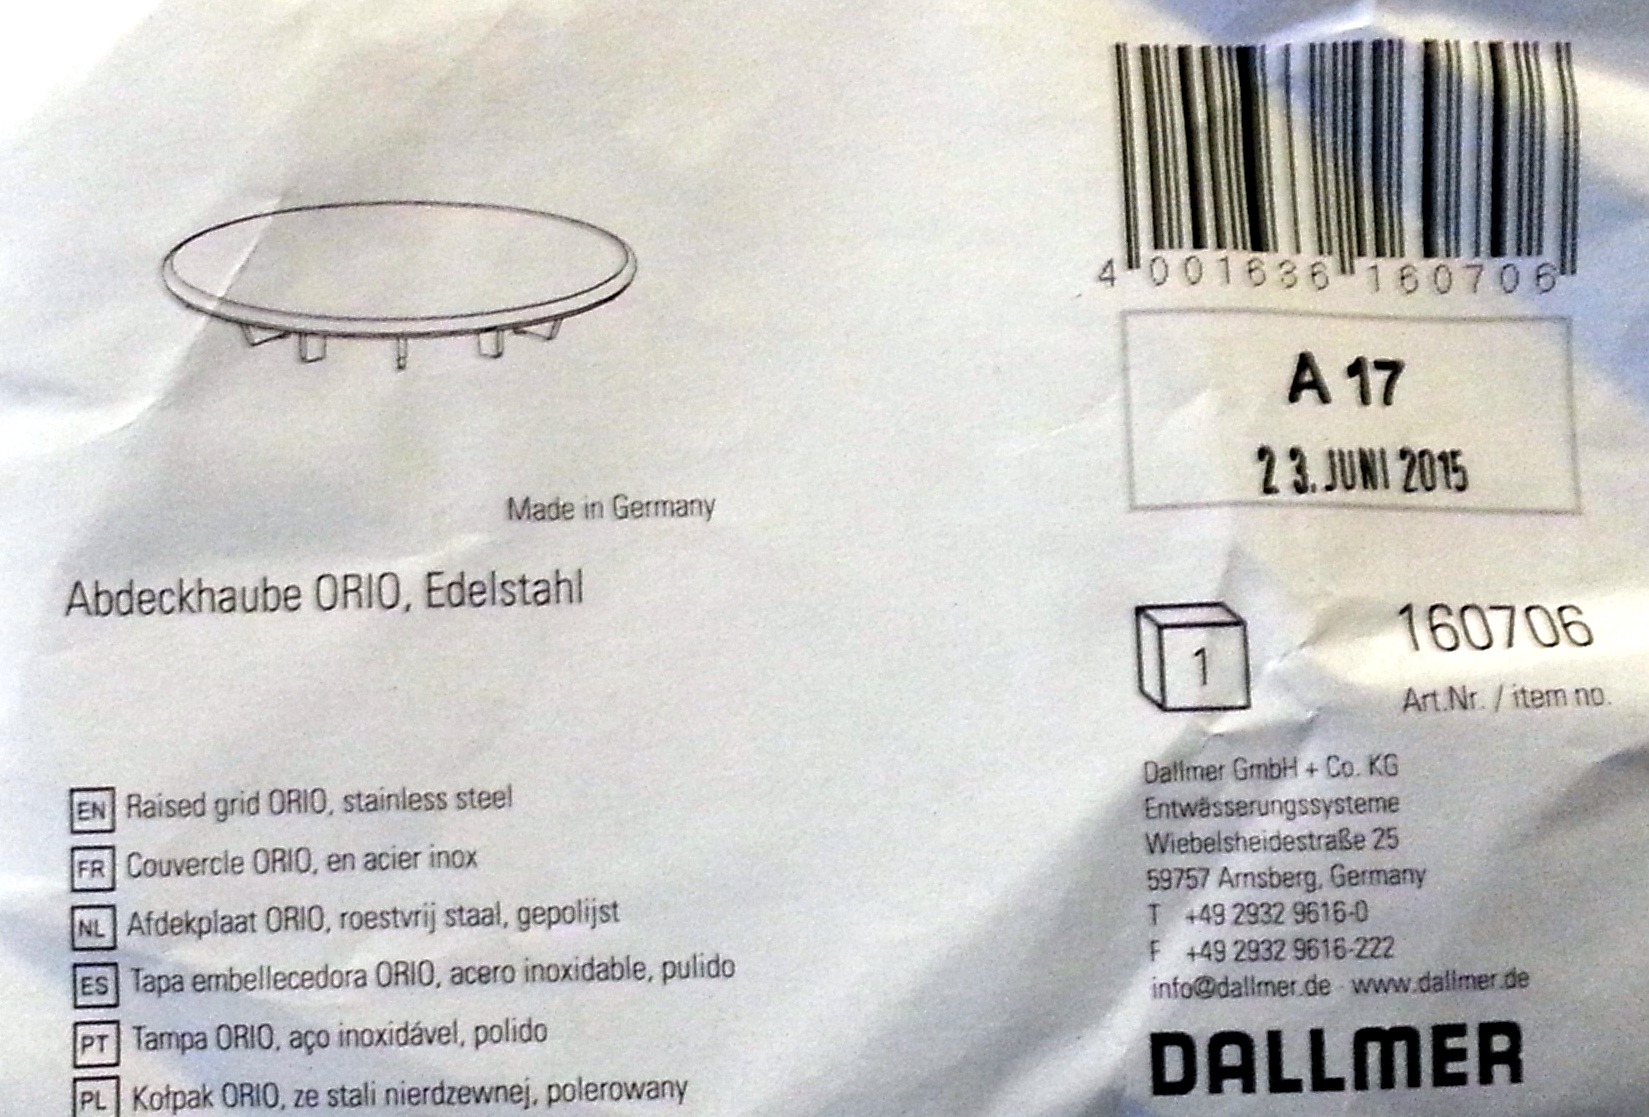 4 001636 160706
A 17
23. JUNI 2015
Made in Germany
Abdeckhaube ORIO, Edelstahl
1
160706
Art.Nr. / item no.
EN Raised grid ORIO, stainless steel
FR Couvercle ORIO, en acier inox
NL Afdekplaat ORIO, roestvrij staal, gepolijst
ES Tapa embellecedora ORIO, acero inoxidable, pulido
PT Tampa ORIO, aço inoxidável, polido
PL Kołpak ORIO, ze stali nierdzewnej, polerowany
Dallmer GmbH + Co. KG
Entwässerungssysteme
Wiebelsheidestraße 25
59757 Arnsberg, Germany
T +49 2932 9616-0
F +49 2932 9616-222
info@dallmer.de · www.dallmer.de
DALLMER